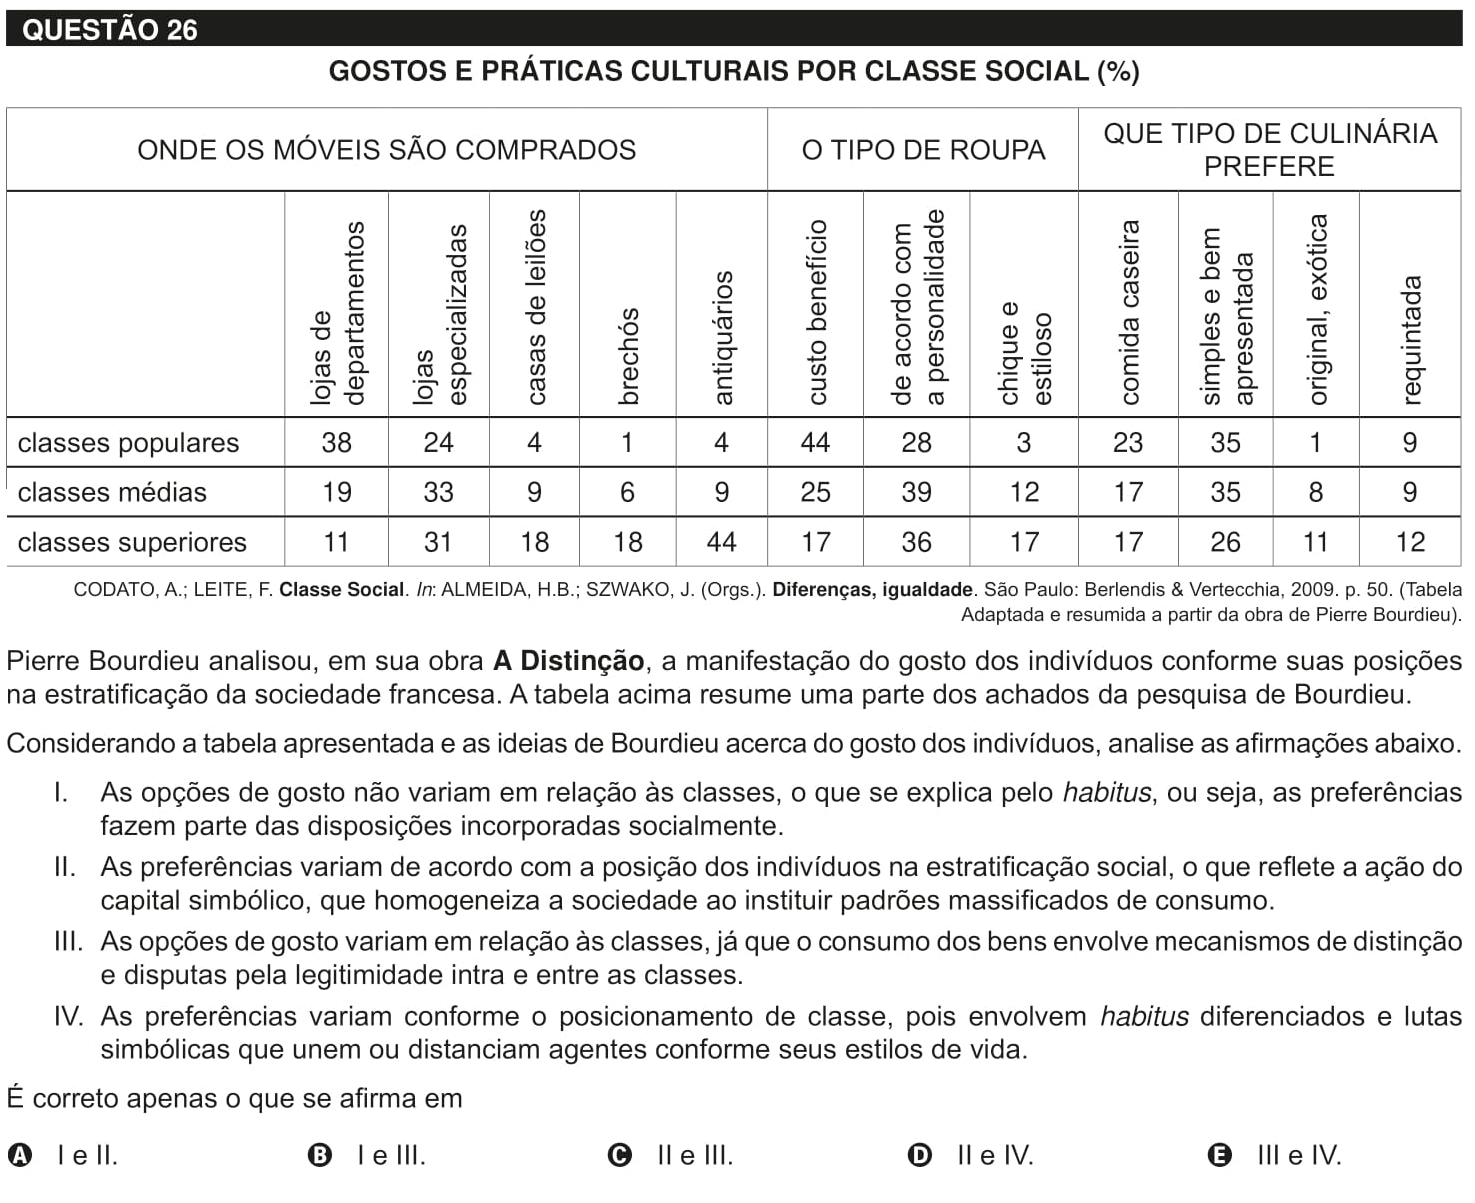 QUESTÃO 26
GOSTOS E PRÁTICAS CULTURAIS POR CLASSE SOCIAL (%)
ONDE OS MÓVEIS SÃO COMPRADOS O TIPO DE ROUPA QUE TIPO DE CULINÁRIA PREFERE
lojas de departamentos lojas especializadas casas de leilões brechós antiquários custo benefício de acordo com a personalidade chique e estiloso comida caseira simples e bem apresentada original, exótica requintada
classes populares 38 24 4 1 4 44 28 3 23 35 1 9
classes médias 19 33 9 6 9 25 39 12 17 35 8 9
classes superiores 11 31 18 18 44 17 36 17 17 26 11 12
CODATO, A.; LEITE, F. Classe Social. In: ALMEIDA, H.B.; SZWAKO, J. (Orgs.). Diferenças, igualdade. São Paulo: Berlendis & Vertecchia, 2009. p. 50. (Tabela
Adaptada e resumida a partir da obra de Pierre Bourdieu).
Pierre Bourdieu analisou, em sua obra A Distinção, a manifestação do gosto dos indivíduos conforme suas posições
na estratificação da sociedade francesa. A tabela acima resume uma parte dos achados da pesquisa de Bourdieu.
Considerando a tabela apresentada e as ideias de Bourdieu acerca do gosto dos indivíduos, analise as afirmações abaixo.
I. As opções de gosto não variam em relação às classes, o que se explica pelo habitus, ou seja, as preferências
fazem parte das disposições incorporadas socialmente.
II. As preferências variam de acordo com a posição dos indivíduos na estratificação social, o que reflete a ação do
capital simbólico, que homogeneiza a sociedade ao instituir padrões massificados de consumo.
III. As opções de gosto variam em relação às classes, já que o consumo dos bens envolve mecanismos de distinção
e disputas pela legitimidade intra e entre as classes.
IV. As preferências variam conforme o posicionamento de classe, pois envolvem habitus diferenciados e lutas
simbólicas que unem ou distanciam agentes conforme seus estilos de vida.
É correto apenas o que se afirma em
A I e II. B I e III. C II e III. D II e IV. E III e IV.